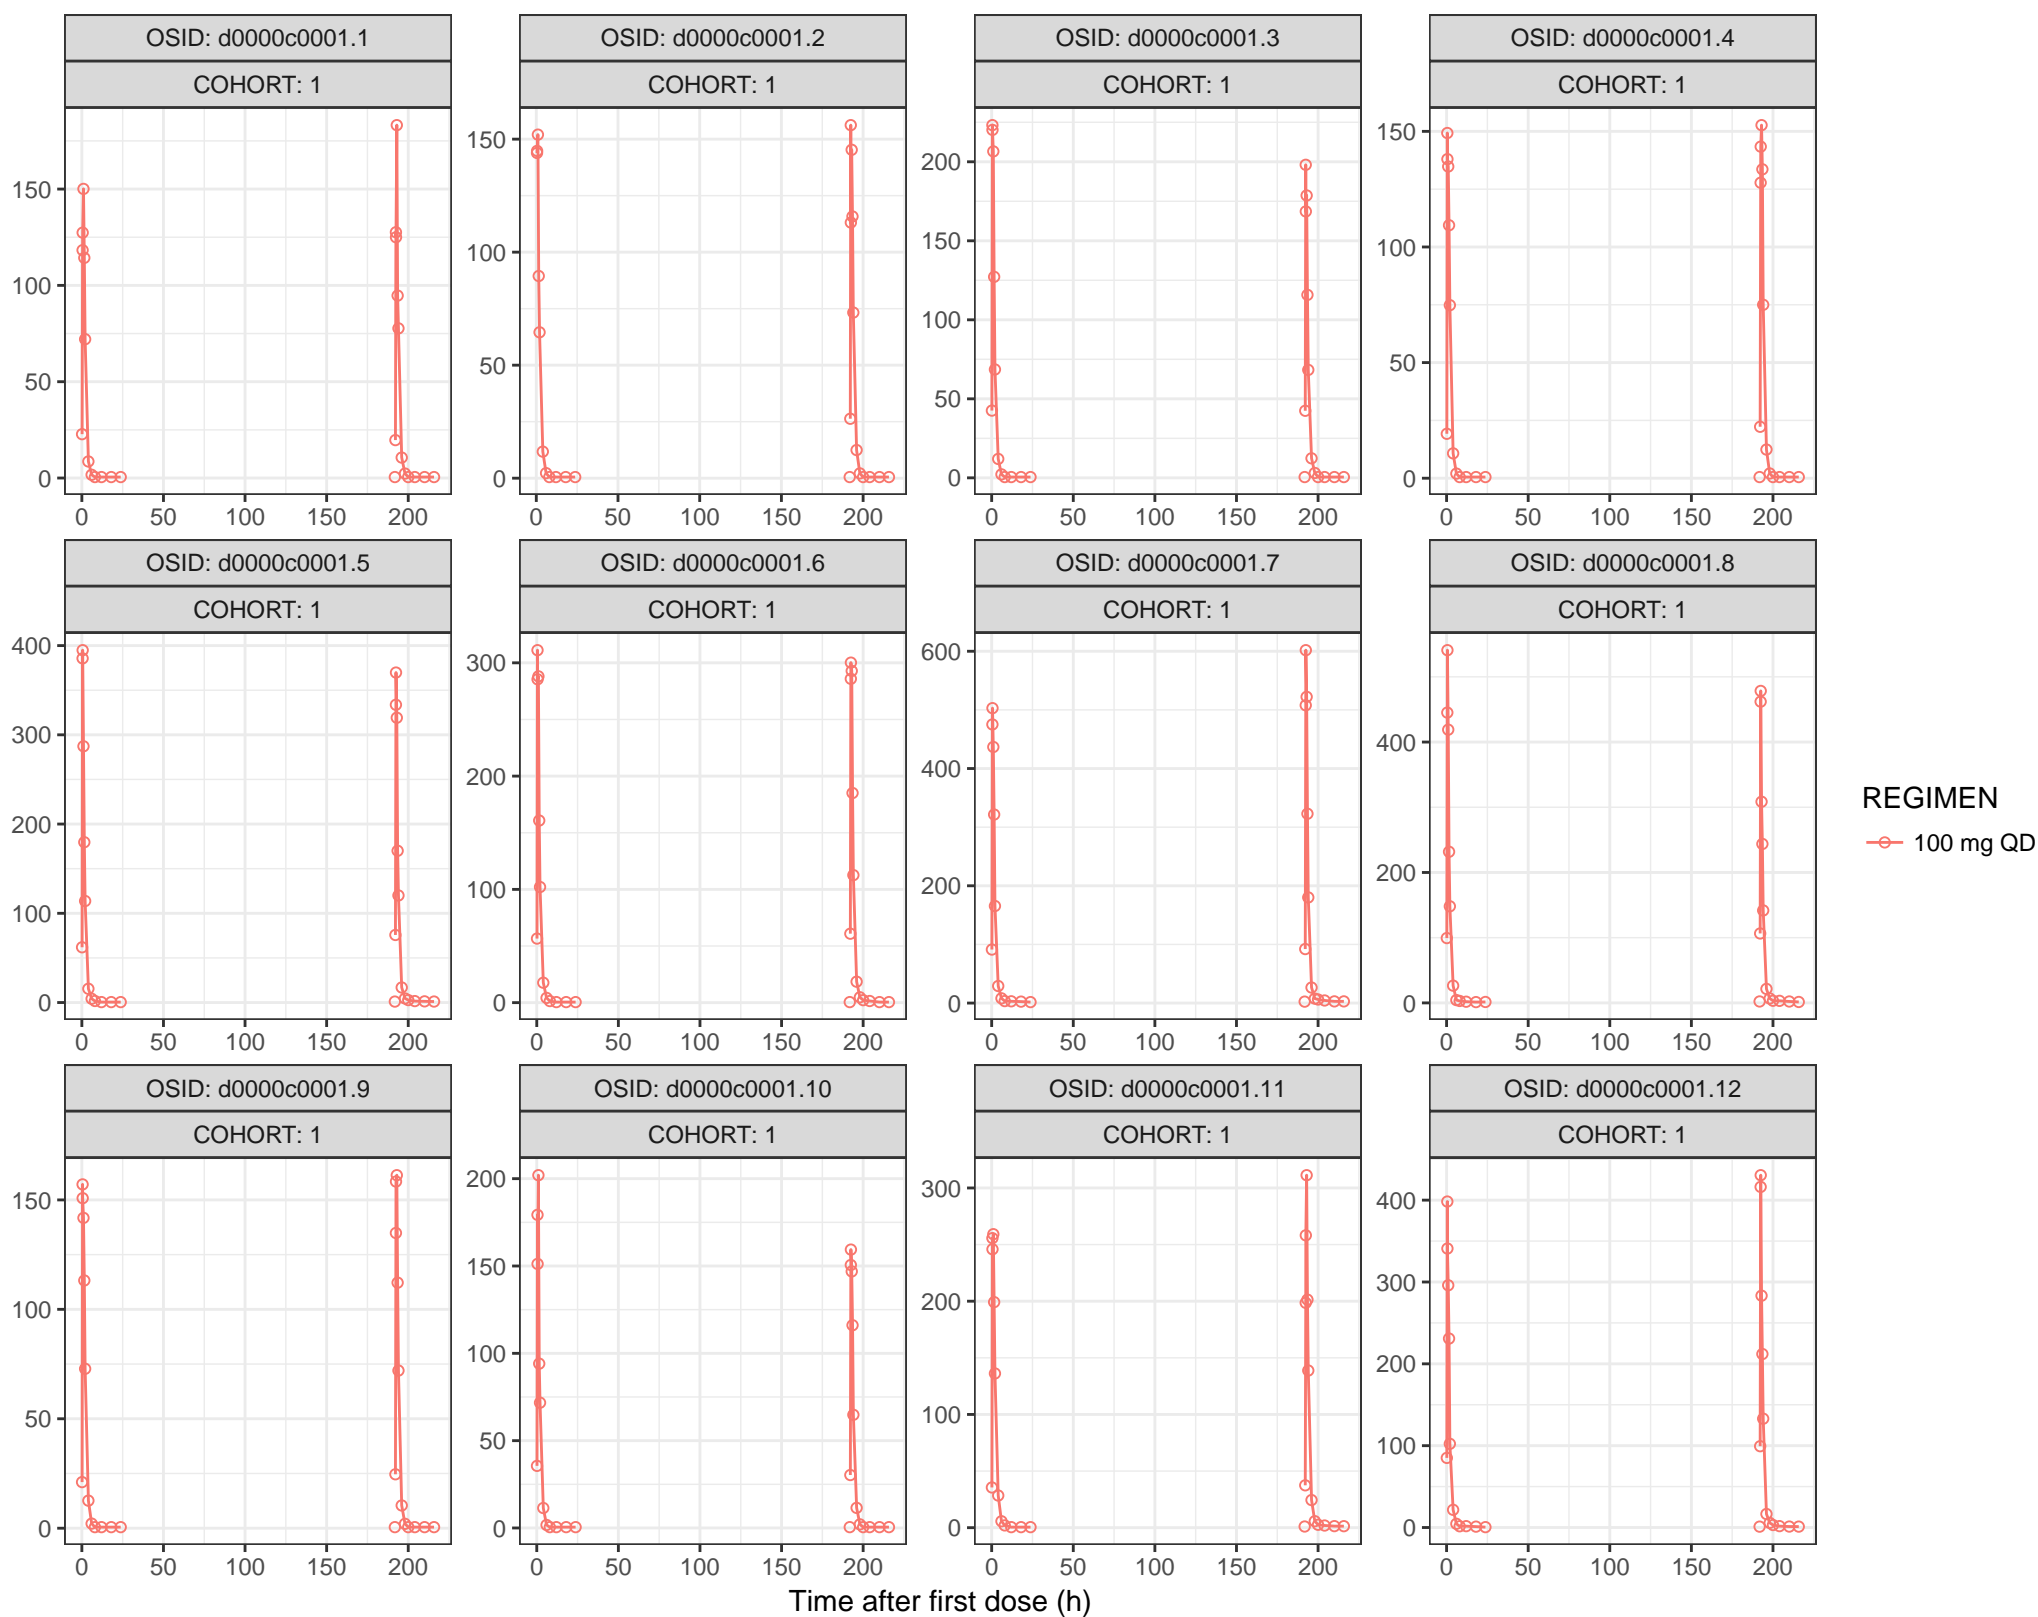 OSID: d0000c0001.1 OSID: d0000c0001.2 OSID: d0000c0001.3 OSID: d0000c0001.4
COHORT: 1 COHORT: 1 COHORT: 1 COHORT: 1
150 100 50 0
150 100 50 0
200 150 100 50 0
150 100 50 0
0 50 100 150 200 0 50 100 150 200 0 50 100 150 200 0 50 100 150 200
OSID: d0000c0001.5 OSID: d0000c0001.6 OSID: d0000c0001.7 OSID: d0000c0001.8
COHORT: 1 COHORT: 1 COHORT: 1 COHORT: 1
400 300 200 100 0
300 200 100 0
600 400 200 0
400 200 0
0 50 100 150 200 0 50 100 150 200 0 50 100 150 200 0 50 100 150 200
OSID: d0000c0001.9 OSID: d0000c0001.10 OSID: d0000c0001.11 OSID: d0000c0001.12
COHORT: 1 COHORT: 1 COHORT: 1 COHORT: 1
150 100 50 0
200 150 100 50 0
300 200 100 0
400 300 200 100 0
0 50 100 150 200 0 50 100 150 200 0 50 100 150 200 0 50 100 150 200
Time after first dose (h)
REGIMEN
100 mg QD